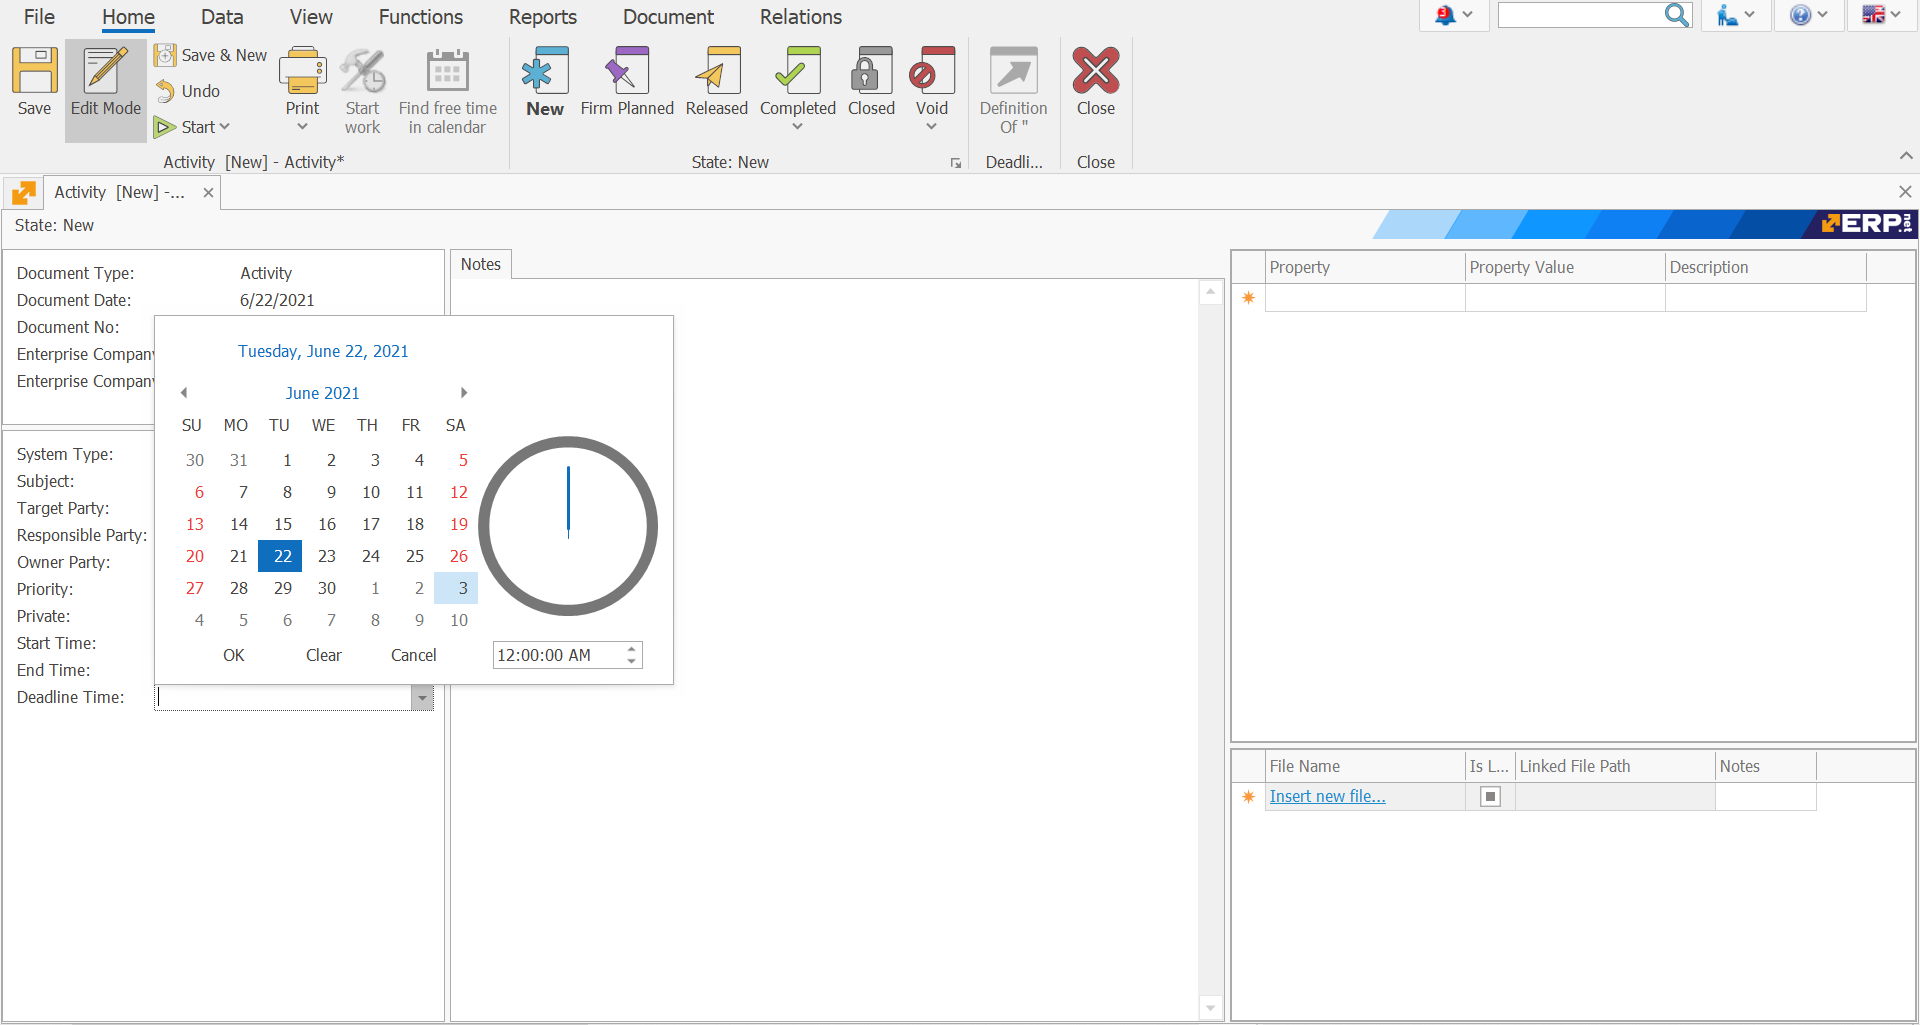 File Home Data View Functions Reports Document Relations
3
Save
Edit Mode
Save & New
Undo
Start
Print
Start work
Find free time in calendar
Activity [New] - Activity*
New
Firm Planned
Released
Completed
Closed
Void
State: New
Definition Of "
Deadli...
Close
Close
Activity [New] -...
State: New
ERP.net
Document Type: Activity
Document Date: 6/22/2021
Document No:
Enterprise Company
Enterprise Company
System Type:
Subject:
Target Party:
Responsible Party:
Owner Party:
Priority:
Private:
Start Time:
End Time:
Deadline Time:
Tuesday, June 22, 2021
June 2021
SU MO TU WE TH FR SA
30 31 1 2 3 4 5
6 7 8 9 10 11 12
13 14 15 16 17 18 19
20 21 22 23 24 25 26
27 28 29 30 1 2 3
4 5 6 7 8 9 10
OK Clear Cancel
12:00:00 AM
Notes
Property Property Value Description
File Name Is L... Linked File Path Notes
Insert new file...